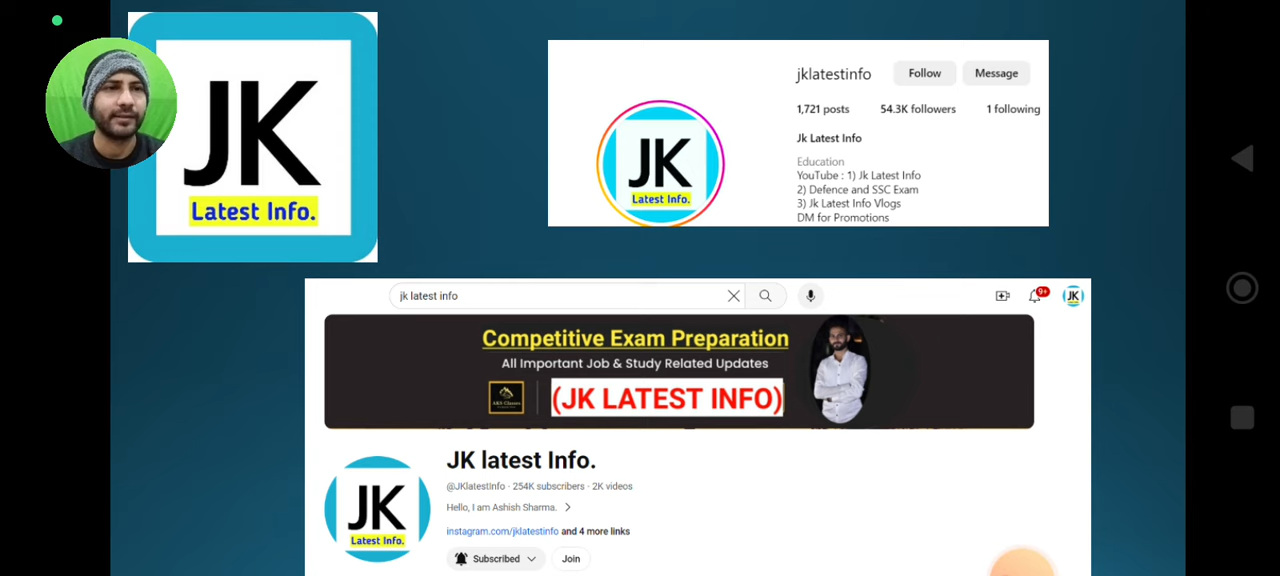 JK
Latest Info.
jklatestinfo
Follow
Message
1,721 posts
54.3K followers
1 following
JK
Latest Info.
Jk Latest Info
Education
YouTube : 1) Jk Latest Info
2) Defence and SSC Exam
3) Jk Latest Info Vlogs
DM for Promotions
jk latest info
9+
JK
Competitive Exam Preparation
All Important Job & Study Related Updates
(JK LATEST INFO)
JK
Latest Info.
JK latest Info.
@JKlatestInfo · 254K subscribers · 2K videos
Hello, I am Ashish Sharma.
instagram.com/jklatestinfo and 4 more links
Subscribed
Join